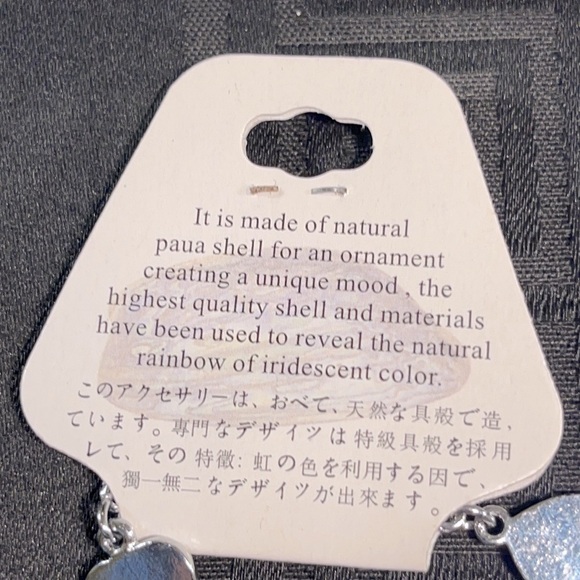 It is made of natural
paua shell for an ornament
creating a unique mood , the
highest quality shell and materials
have been used to reveal the natural
rainbow of iridescent color.
このアクセサリーは、おべて、天然な具殻で造，
ています。專門なデザイツは特級具殻を採用
レて、その特徵: 虹の色を利用する因で、
獨一無二なデザイツが出來ます。